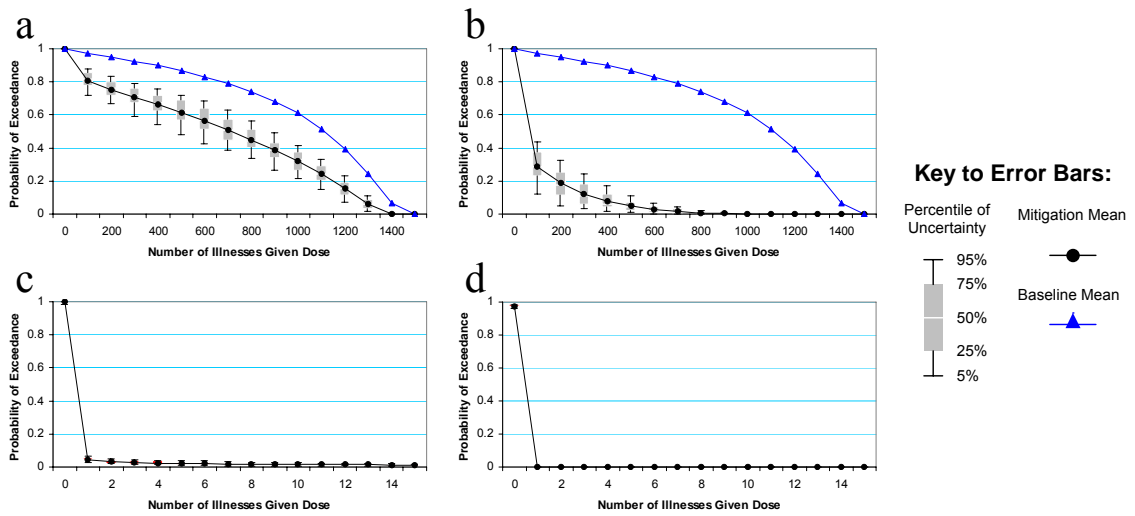 a
Probability of Exceedance
1
0.8
0.6
0.4
0.2
0
0 200 400 600 800 1000 1200 1400
Number of Illnesses Given Dose
b
Probability of Exceedance
1
0.8
0.6
0.4
0.2
0
0 200 400 600 800 1000 1200 1400
Number of Illnesses Given Dose
c
Probability of Exceedance
1
0.8
0.6
0.4
0.2
0
0 2 4 6 8 10 12 14
Number of Illnesses Given Dose
d
Probability of Exceedance
1
0.8
0.6
0.4
0.2
0
0 2 4 6 8 10 12 14
Number of Illnesses Given Dose
Key to Error Bars:
Percentile of
Uncertainty
95%
75%
50%
25%
5%
Mitigation Mean
Baseline Mean